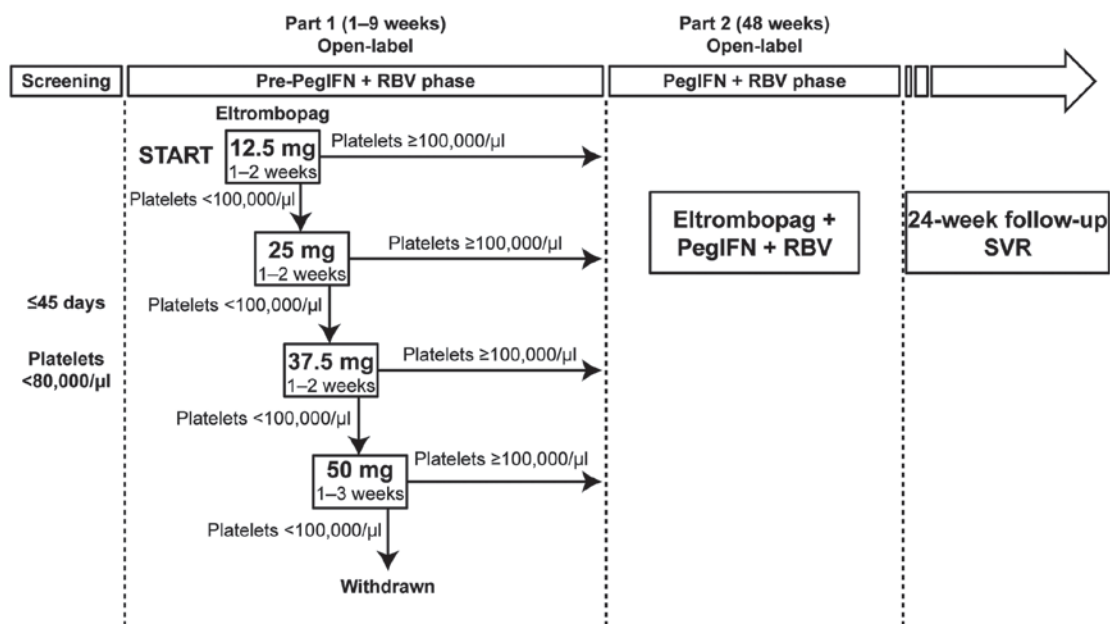 Part 1 (1–9 weeks)
Open-label
Part 2 (48 weeks)
Open-label
Screening
Pre-PegIFN + RBV phase
PegIFN + RBV phase
Eltrombopag
START
12.5 mg
1–2 weeks
Platelets ≥100,000/μl
Platelets <100,000/μl
25 mg
1–2 weeks
Platelets ≥100,000/μl
Platelets <100,000/μl
37.5 mg
1–2 weeks
Platelets ≥100,000/μl
Platelets <100,000/μl
50 mg
1–3 weeks
Platelets ≥100,000/μl
Platelets <100,000/μl
Withdrawn
≤45 days
Platelets
<80,000/μl
Eltrombopag +
PegIFN + RBV
24-week follow-up
SVR